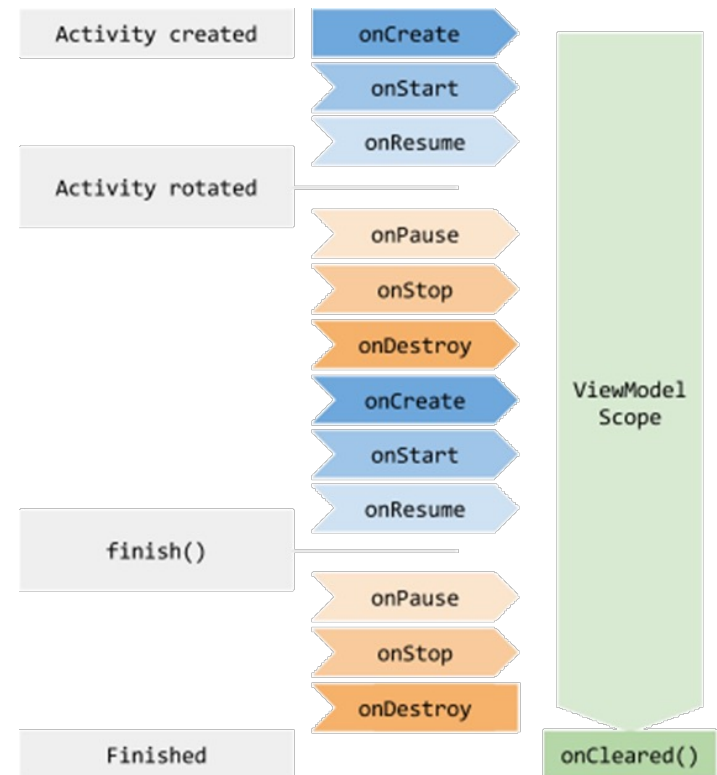 Activity created
onCreate
onStart
onResume
Activity rotated
onPause
onStop
onDestroy
onCreate
onStart
onResume
finish()
onPause
onStop
onDestroy
Finished
ViewModel
Scope
onCleared()